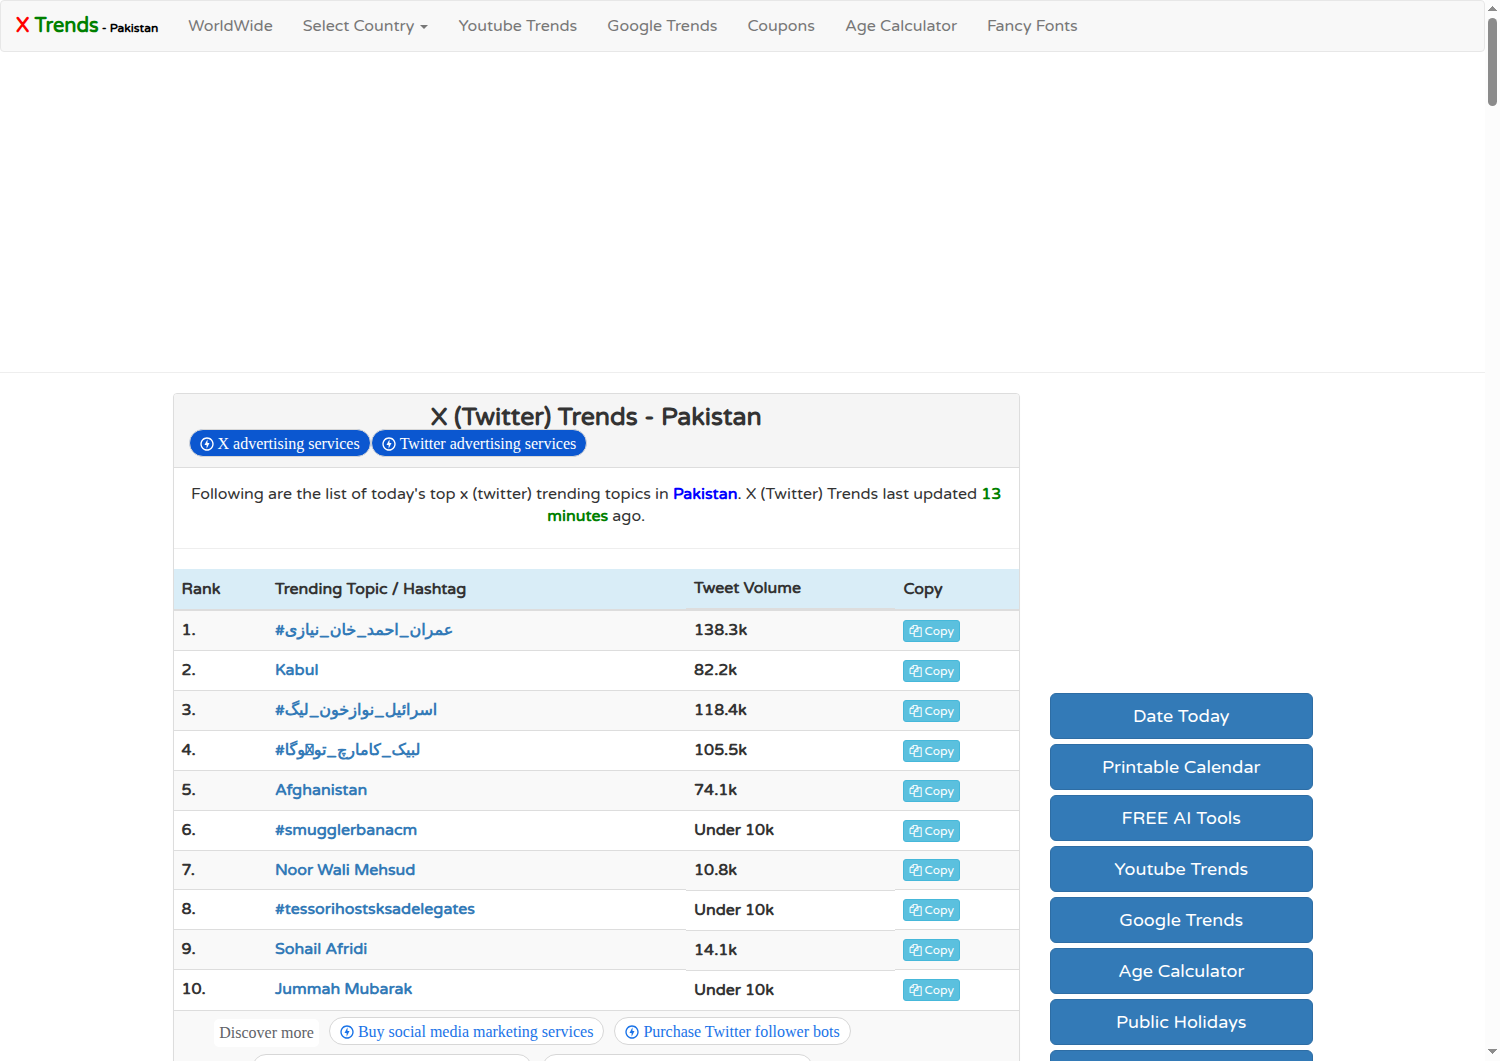 X Trends - Pakistan WorldWide Select Country Youtube Trends Google Trends Coupons Age Calculator Fancy Fonts
X (Twitter) Trends - Pakistan
X advertising services Twitter advertising services
Following are the list of today's top x (twitter) trending topics in Pakistan. X (Twitter) Trends last updated 13
minutes ago.
Rank Trending Topic / Hashtag Tweet Volume Copy
1. #عمران_احمد_خان_نیازی 138.3k Copy
2. Kabul 82.2k Copy
3. #اسرائیل_نوازخون_لیگ 118.4k Copy
4. #لبیک_کامارچ_توہوگا 105.5k Copy
5. Afghanistan 74.1k Copy
6. #smugglerbanacm Under 10k Copy
7. Noor Wali Mehsud 10.8k Copy
8. #tessorihostsksadelegates Under 10k Copy
9. Sohail Afridi 14.1k Copy
10. Jummah Mubarak Under 10k Copy
Discover more Buy social media marketing services Purchase Twitter follower bots
Date Today
Printable Calendar
FREE AI Tools
Youtube Trends
Google Trends
Age Calculator
Public Holidays